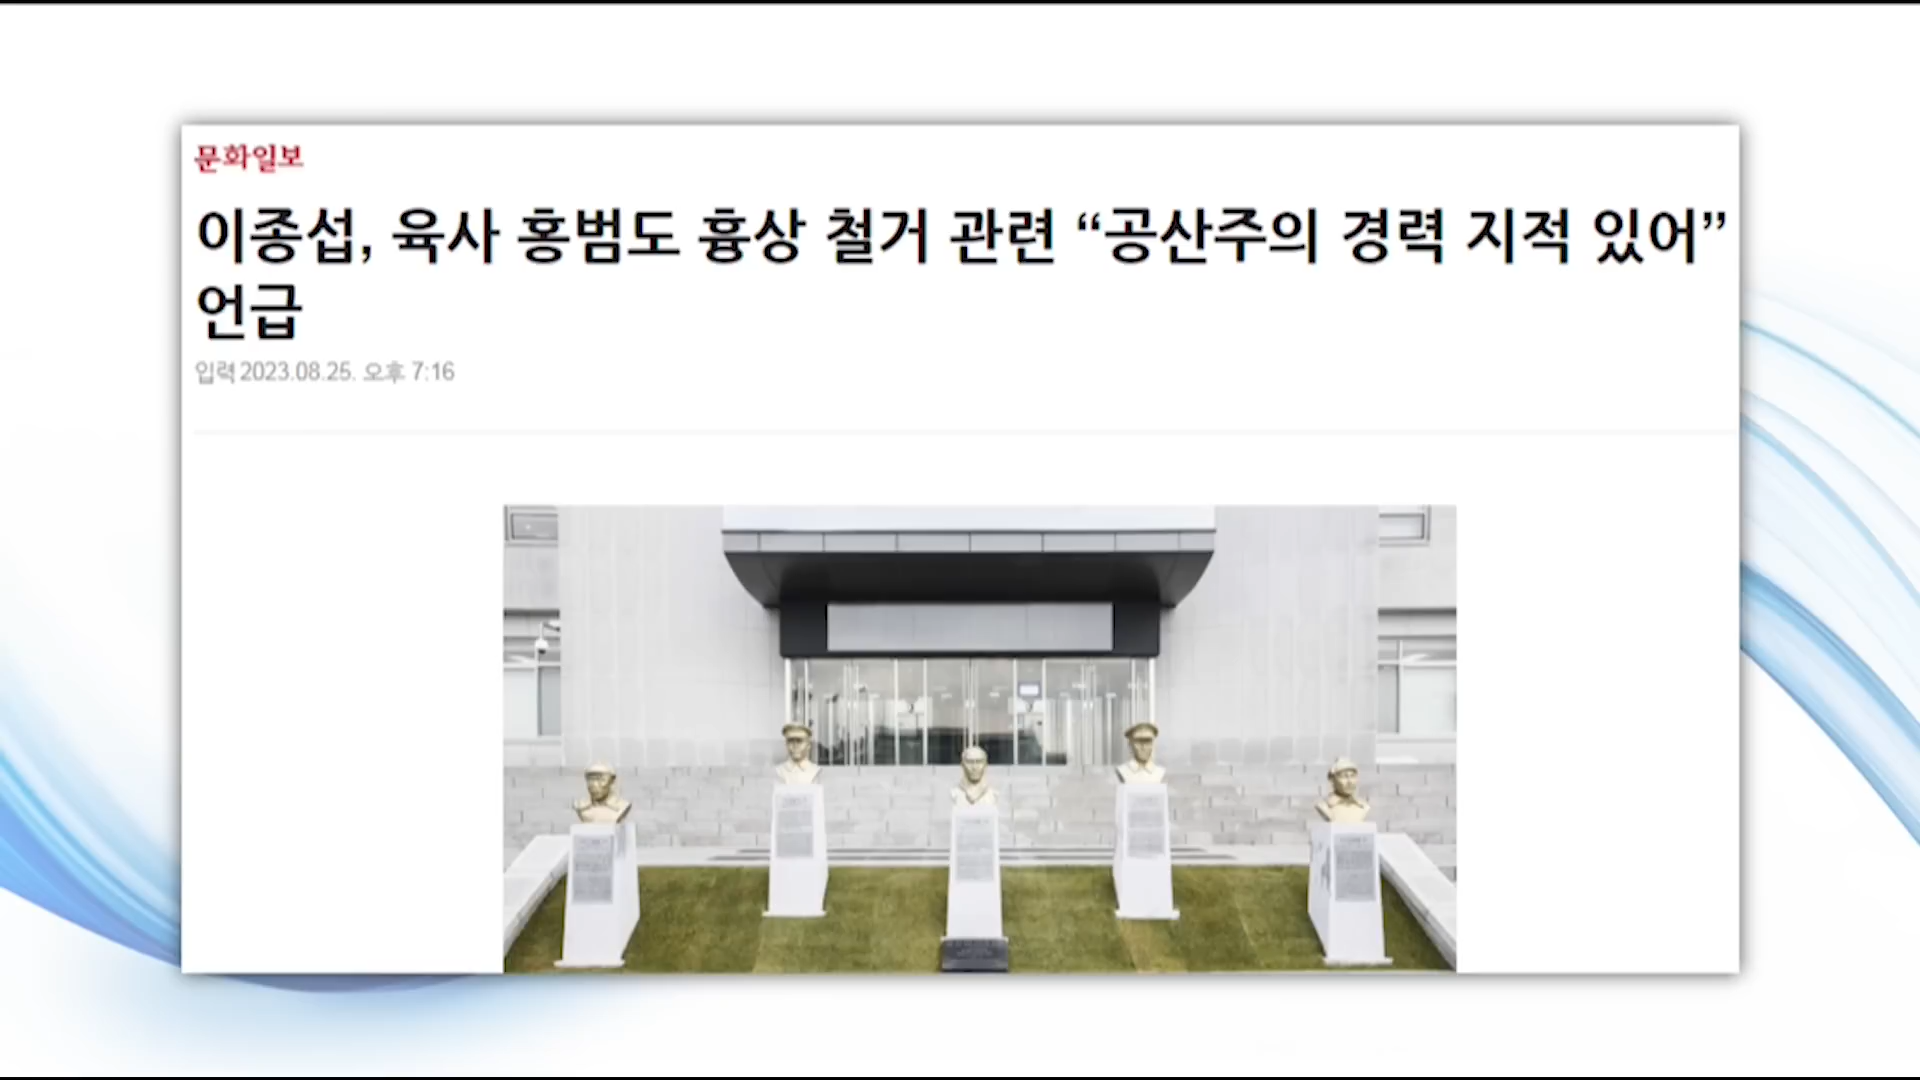 문화일보
이종섭, 육사 홍범도 흉상 철거 관련 “공산주의 경력 지적 있어”
언급
입력 2023.08.25. 오후 7:16